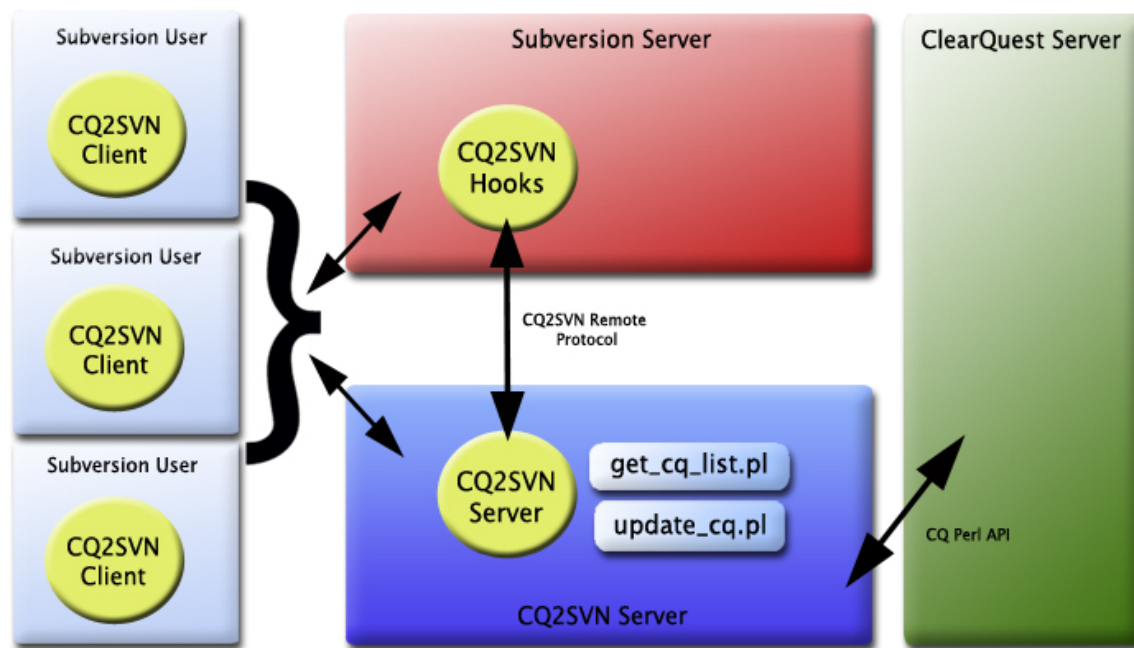 Subversion User
CQ2SVN
Client
Subversion User
CQ2SVN
Client
Subversion User
CQ2SVN
Client
Subversion Server
CQ2SVN
Hooks
CQ2SVN Remote
Protocol
CQ2SVN
Server
get_cq_list.pl
update_cq.pl
CQ2SVN Server
ClearQuest Server
CQ Perl API